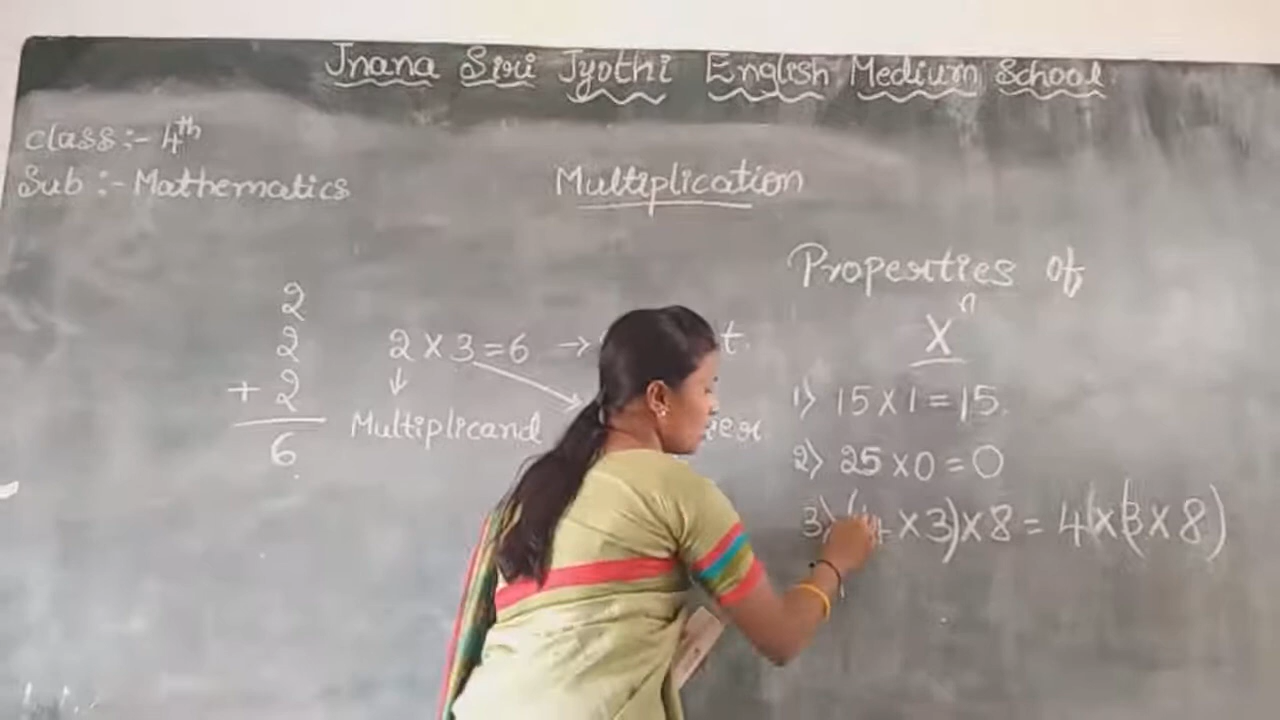 Jnana Siri Jyothi English Medium School
Class:- 4th
Sub :- Mathematics
Multiplication
2
2
+ 2
6
2 × 3 = 6 →
Multiplicand
Properties of
Xn
1) 15 × 1 = 15.
2) 25 × 0 = 0
3) (4 × 3) × 8 = 4 × (3 × 8)